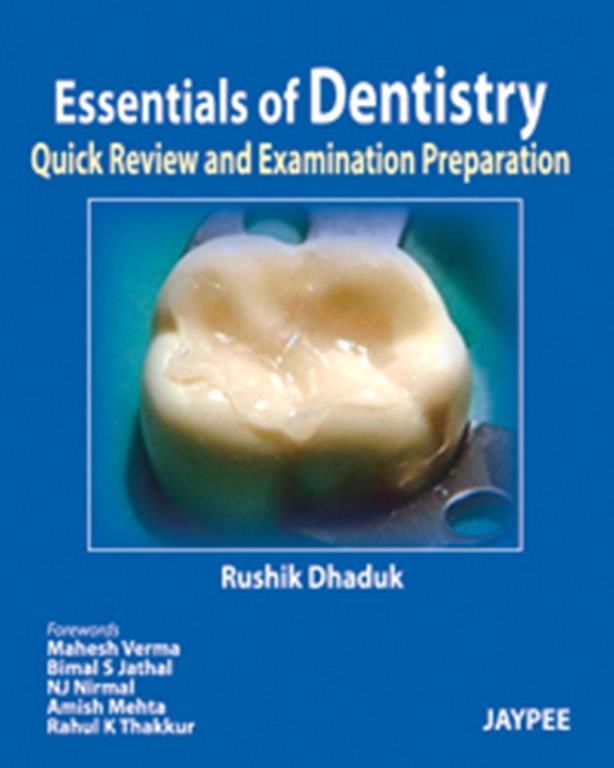 Essentials of Dentistry
Quick Review and Examination Preparation
Rushik Dhaduk
Forewords
Mahesh Verma
Bimal S Jathal
NJ Nirmal
Amish Mehta
Rahul K Thakkur
JAYPEE